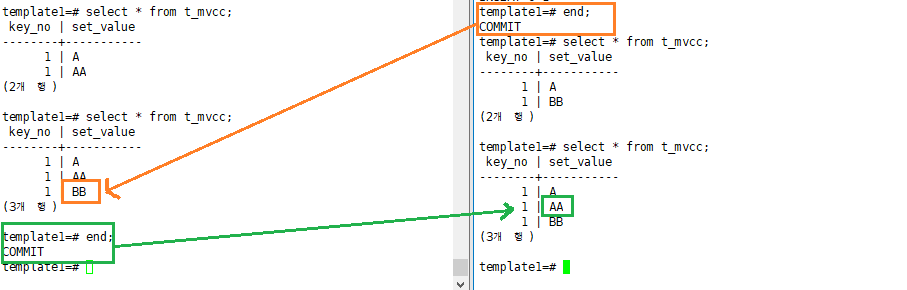 template1=# select * from t_mvcc;
 key_no | set_value
--------+-----------
      1 | A
      1 | AA
(2개 행)
template1=# select * from t_mvcc;
 key_no | set_value
--------+-----------
      1 | A
      1 | AA
      1 | BB
(3개 행)
template1=# end;
COMMIT
template1=#
template1=# end;
COMMIT
template1=# select * from t_mvcc;
 key_no | set_value
--------+-----------
      1 | A
      1 | BB
(2개 행)
template1=# select * from t_mvcc;
 key_no | set_value
--------+-----------
      1 | A
      1 | AA
      1 | BB
(3개 행)
template1=#